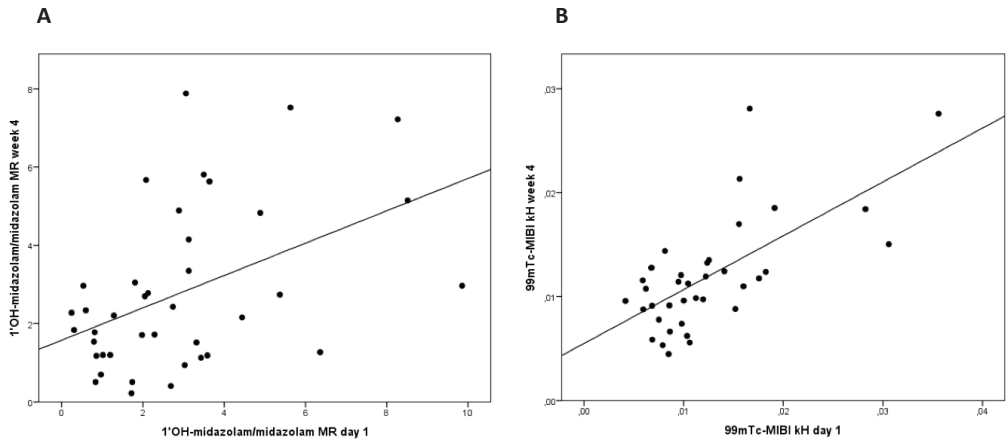 A
B
1'OH-midazolam/midazolam MR week 4
8
6
4
2
0
0 2 4 6 8 10
1'OH-midazolam/midazolam MR day 1
99mTc-MIBI kH week 4
,03
,02
,01
,00
,00 ,01 ,02 ,03 ,04
99mTc-MIBI kH day 1